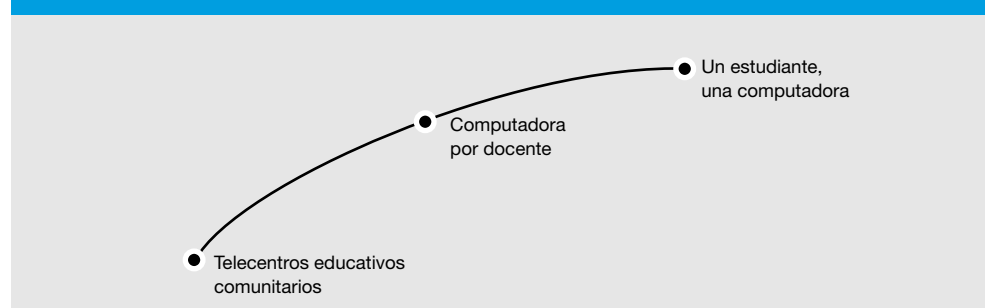 Un estudiante,
una computadora
Computadora
por docente
Telecentros educativos
comunitarios